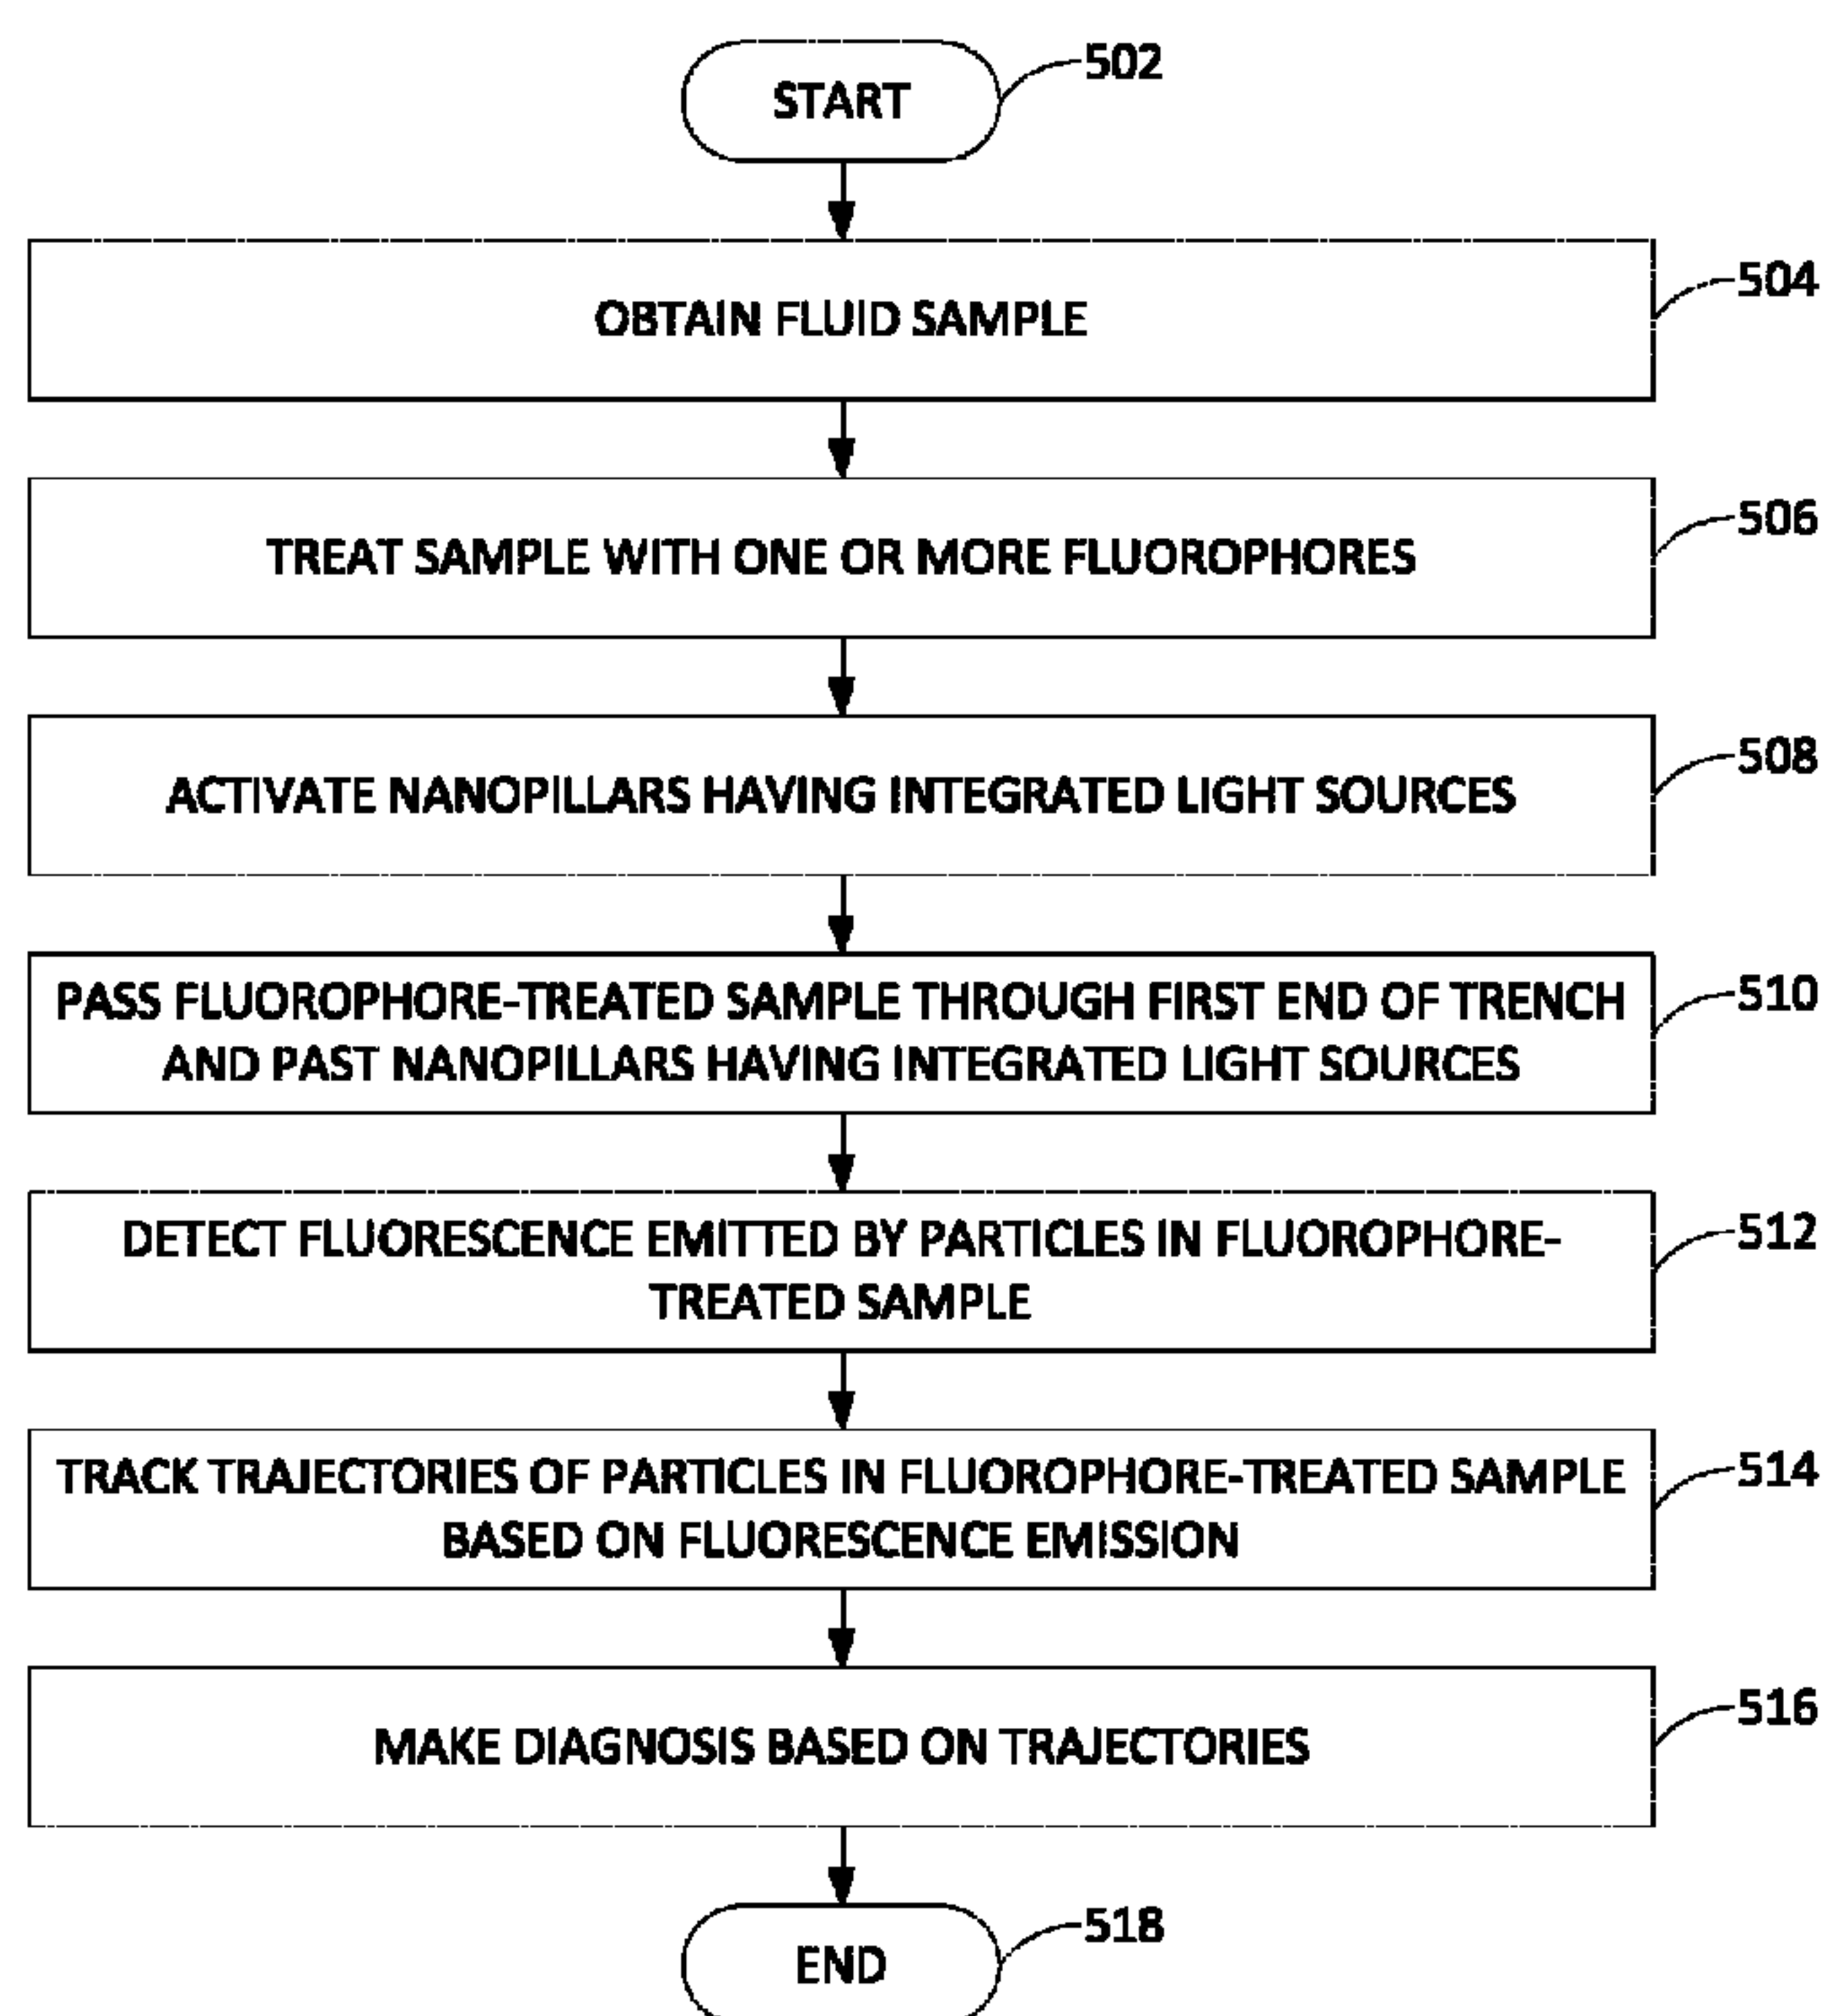 START
502
OBTAIN FLUID SAMPLE
504
TREAT SAMPLE WITH ONE OR MORE FLUOROPHORES
506
ACTIVATE NANOPILLARS HAVING INTEGRATED LIGHT SOURCES
508
PASS FLUOROPHORE-TREATED SAMPLE THROUGH FIRST END OF TRENCH
AND PAST NANOPILLARS HAVING INTEGRATED LIGHT SOURCES
510
DETECT FLUORESCENCE EMITTED BY PARTICLES IN FLUOROPHORE-
TREATED SAMPLE
512
TRACK TRAJECTORIES OF PARTICLES IN FLUOROPHORE-TREATED SAMPLE
BASED ON FLUORESCENCE EMISSION
514
MAKE DIAGNOSIS BASED ON TRAJECTORIES
516
END
518